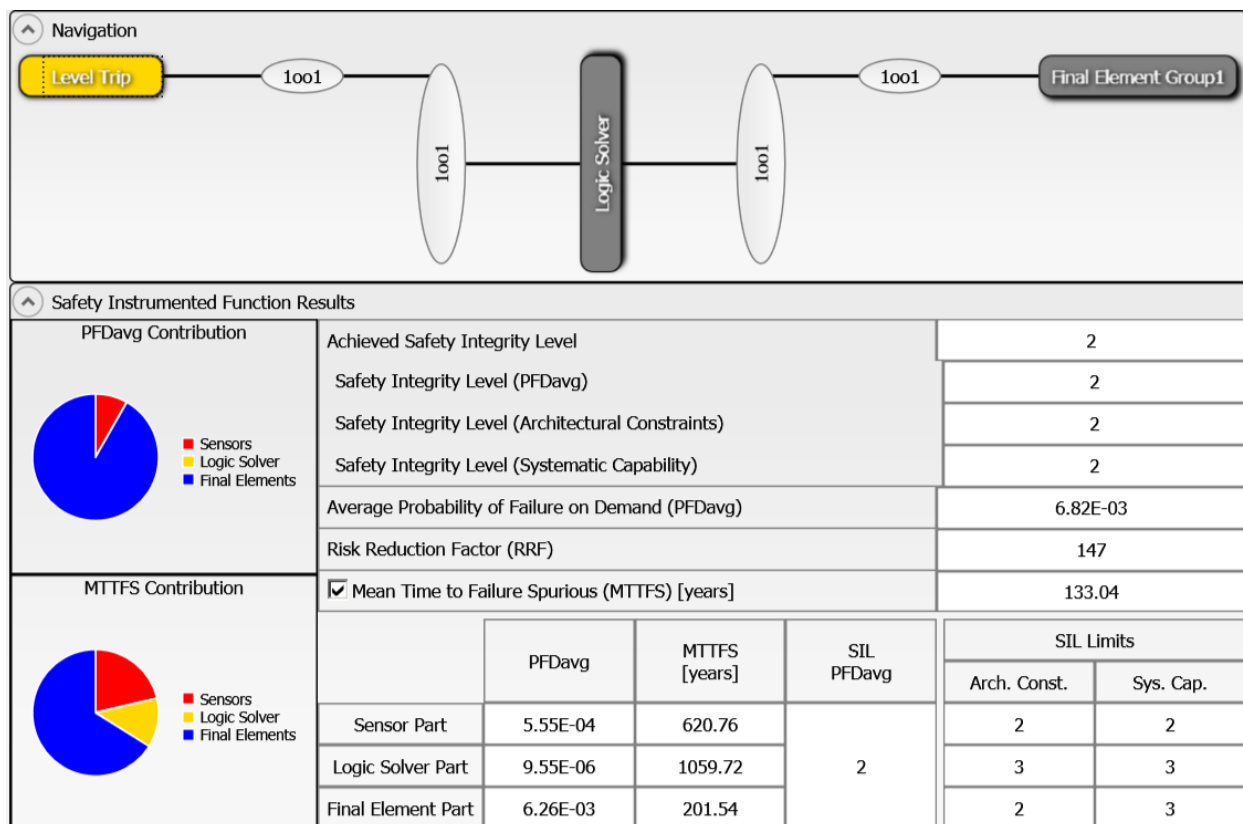 Navigation
Level Trip
1oo1
1oo1
Logic Solver
1oo1
1oo1
Final Element Group1
Safety Instrumented Function Results
PFDavg Contribution
Sensors
Logic Solver
Final Elements
MTTFS Contribution
Sensors
Logic Solver
Final Elements
Achieved Safety Integrity Level 2
Safety Integrity Level (PFDavg) 2
Safety Integrity Level (Architectural Constraints) 2
Safety Integrity Level (Systematic Capability) 2
Average Probability of Failure on Demand (PFDavg) 6.82E-03
Risk Reduction Factor (RRF) 147
Mean Time to Failure Spurious (MTTFS) [years] 133.04
PFDavg MTTFS [years] SIL PFDavg SIL Limits
Arch. Const. Sys. Cap.
Sensor Part 5.55E-04 620.76 2 2
Logic Solver Part 9.55E-06 1059.72 2 3 3
Final Element Part 6.26E-03 201.54 2 3